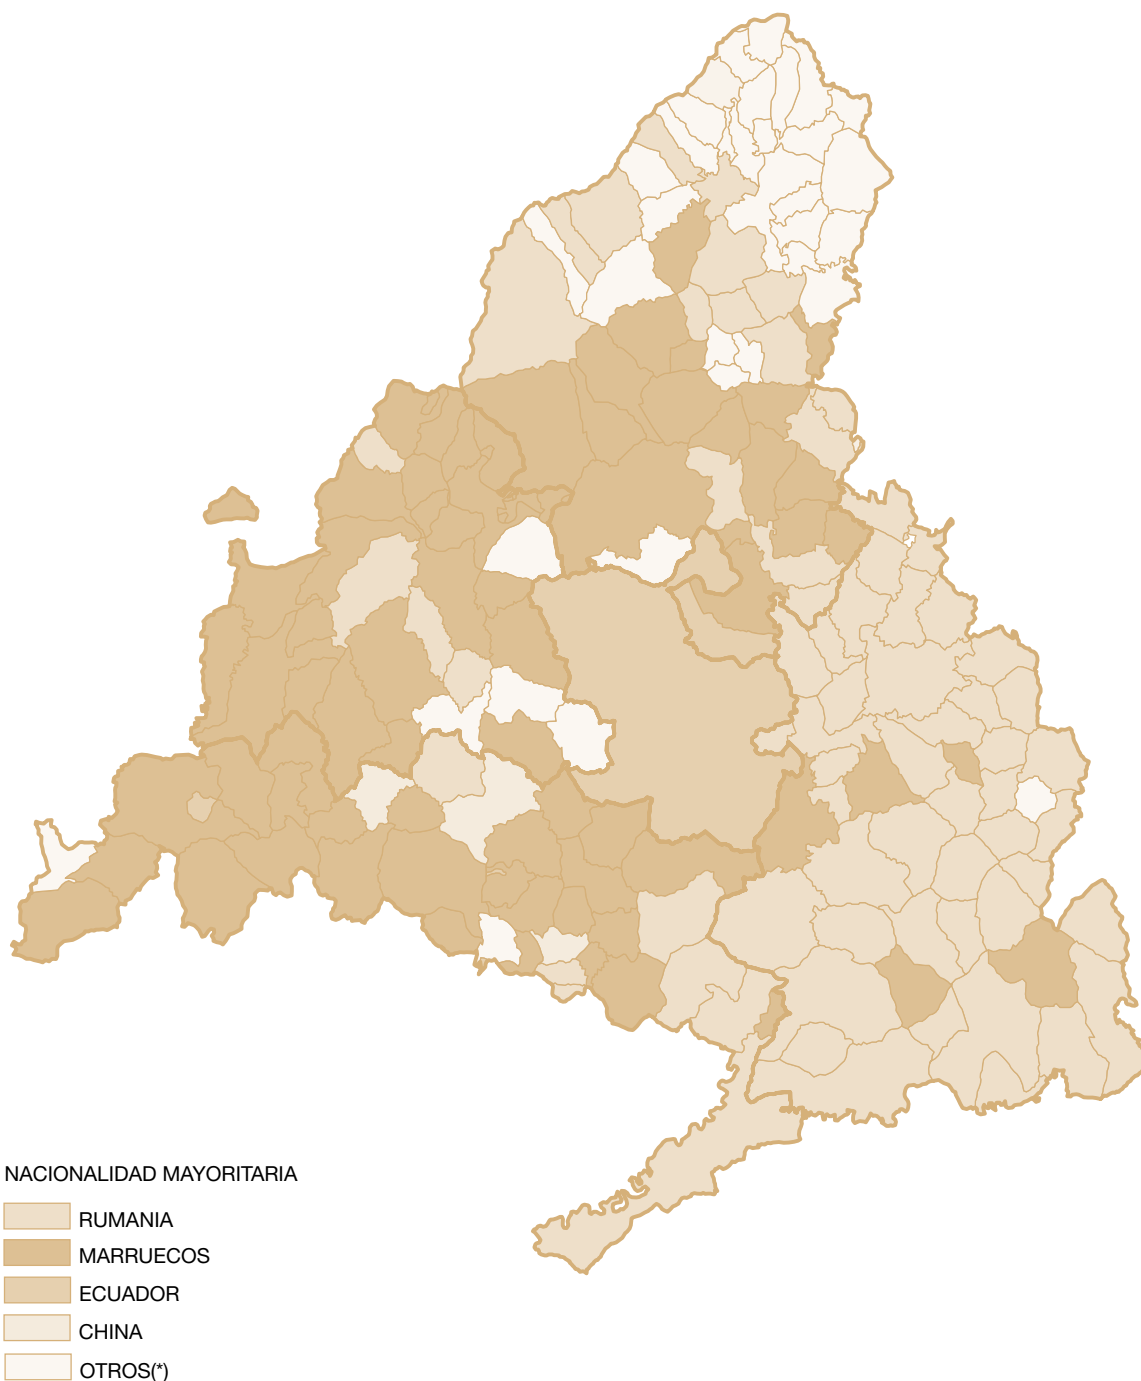 NACIONALIDAD MAYORITARIA
RUMANIA
MARRUECOS
ECUADOR
CHINA
OTROS(*)